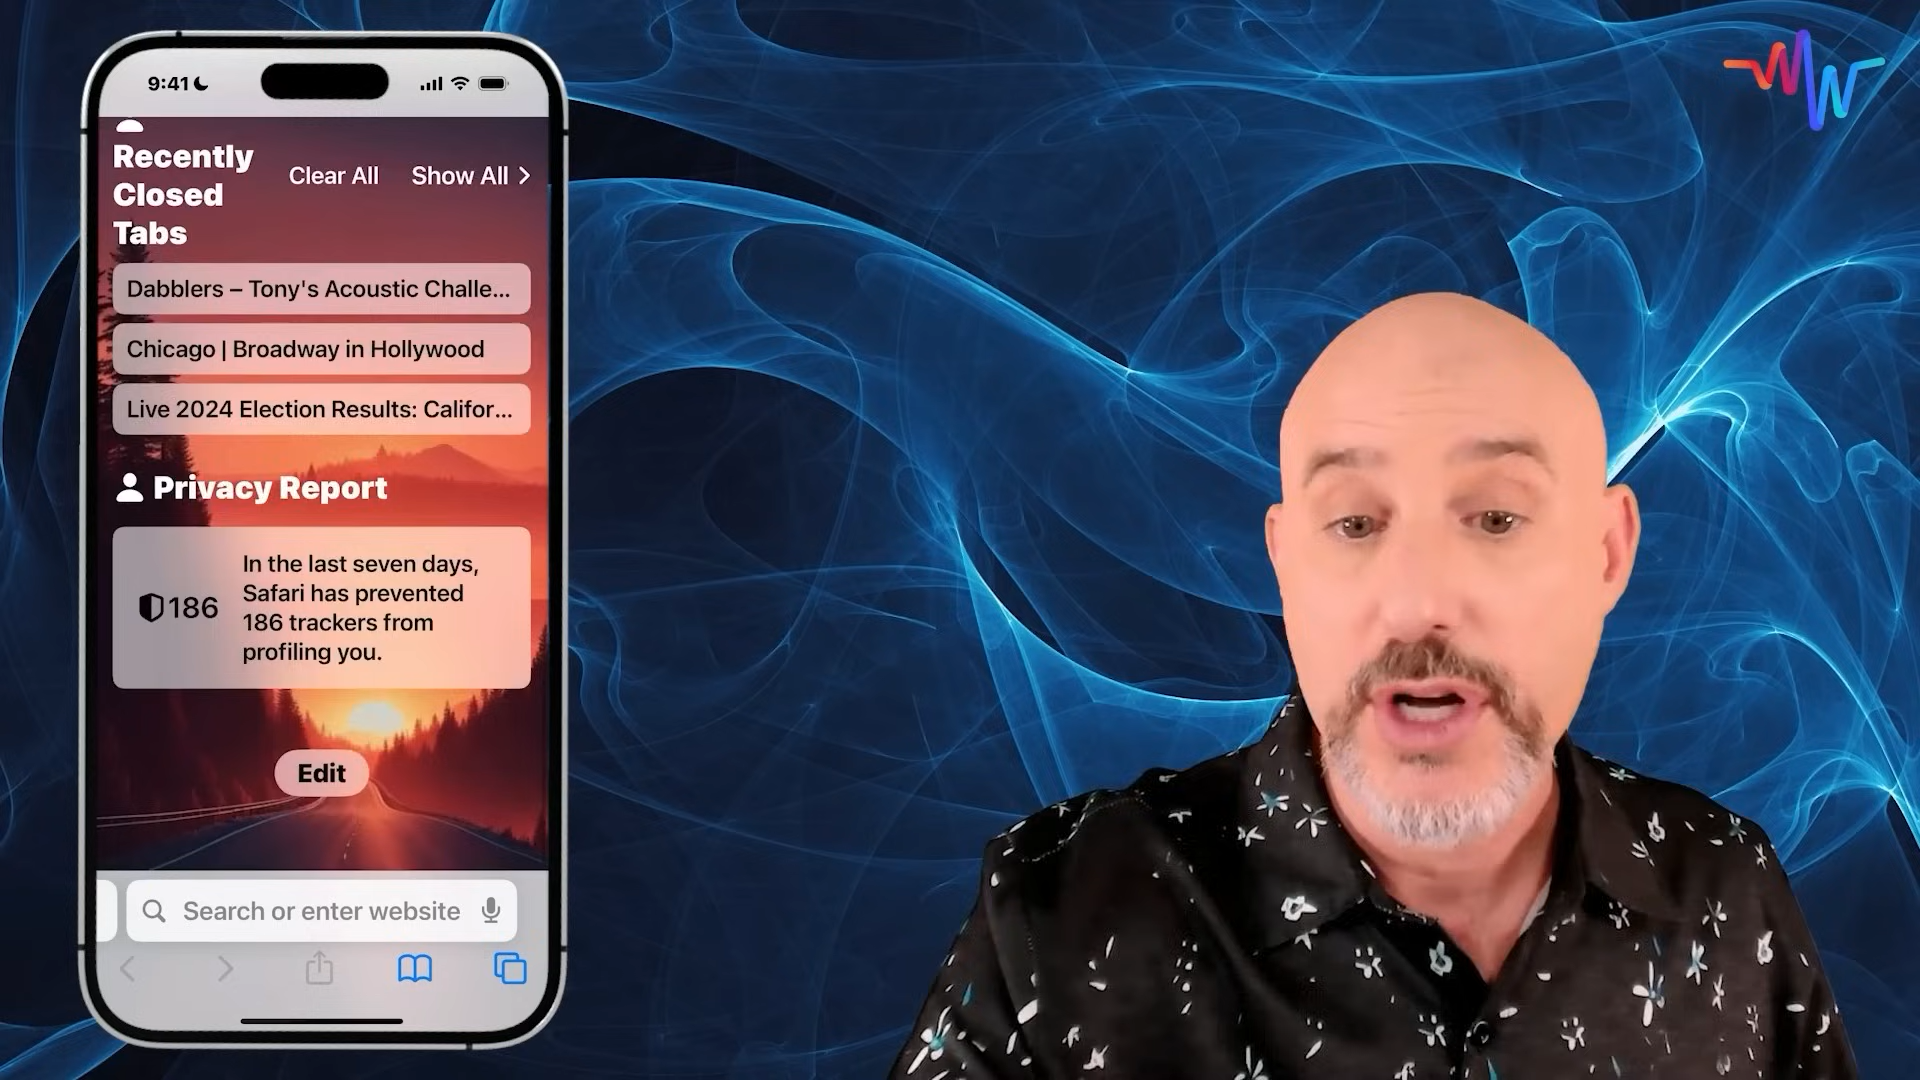 9:41
Recently
Closed
Tabs
Clear All
Show All
Dabblers – Tony's Acoustic Challe...
Chicago | Broadway in Hollywood
Live 2024 Election Results: Califor...
Privacy Report
186
In the last seven days,
Safari has prevented
186 trackers from
profiling you.
Edit
Search or enter website
MW